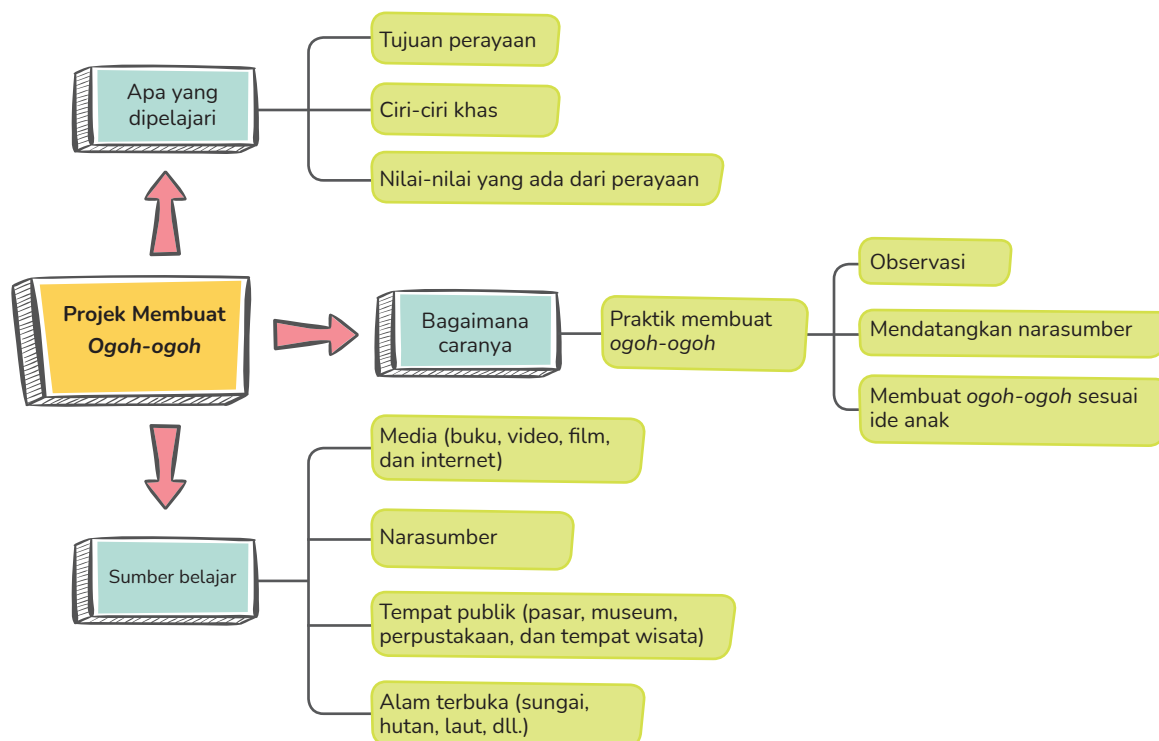 Apa yang
dipelajari
Tujuan perayaan
Ciri-ciri khas
Nilai-nilai yang ada dari perayaan
Projek Membuat
Ogoh-ogoh
Bagaimana
caranya
Praktik membuat
ogoh-ogoh
Observasi
Mendatangkan narasumber
Membuat ogoh-ogoh sesuai
ide anak
Sumber belajar
Media (buku, video, film,
dan internet)
Narasumber
Tempat publik (pasar, museum,
perpustakaan, dan tempat wisata)
Alam terbuka (sungai,
hutan, laut, dll.)